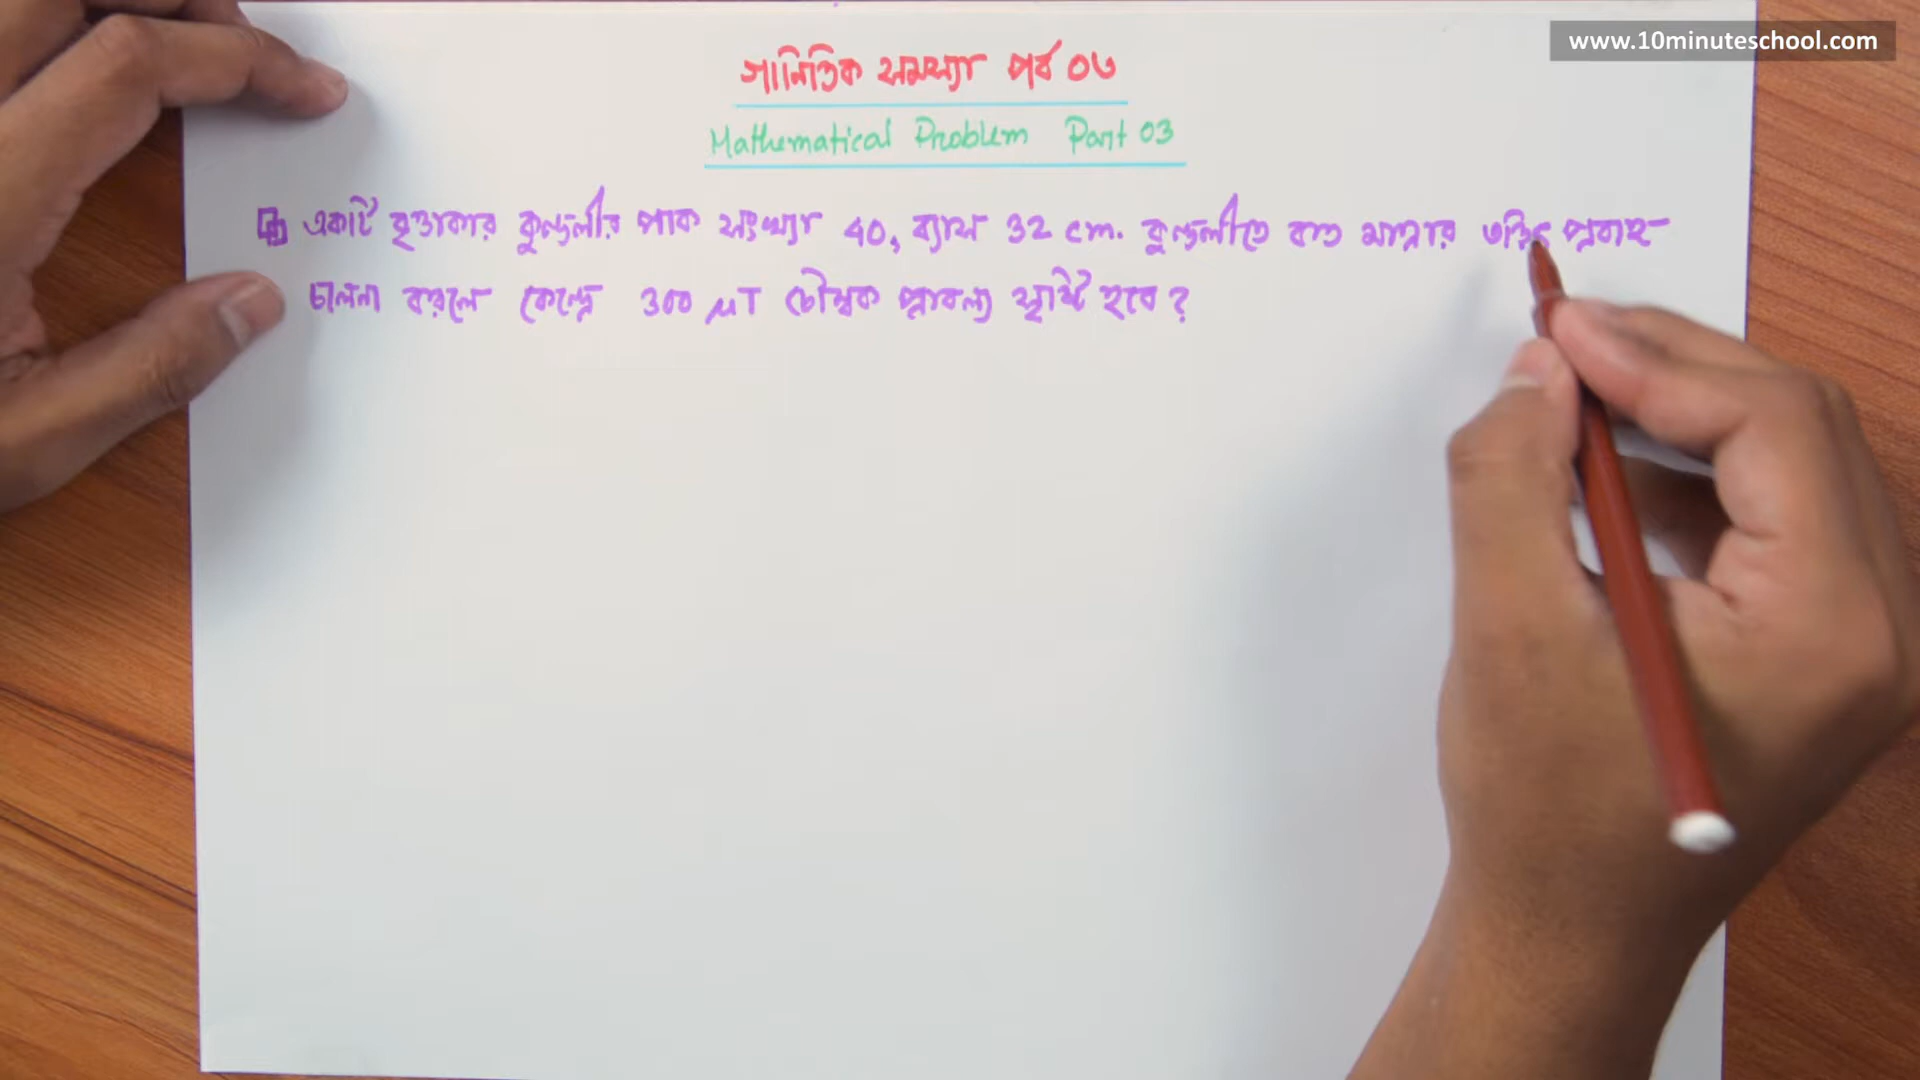 www.10minuteschool.com
গানিতিক সমস্যা পর্ব ০৩
Mathematical Problem Part 03
একটি বৃত্তাকার কুন্ডলীর পাক সংখ্যা 40, ব্যাস 32 cm. কুন্ডলীতে কত মাত্রার তড়িৎ প্রবাহ
চালনা করলে কেন্দ্রে 300 μT চৌম্বক প্রাবল্য সৃষ্টি হবে?